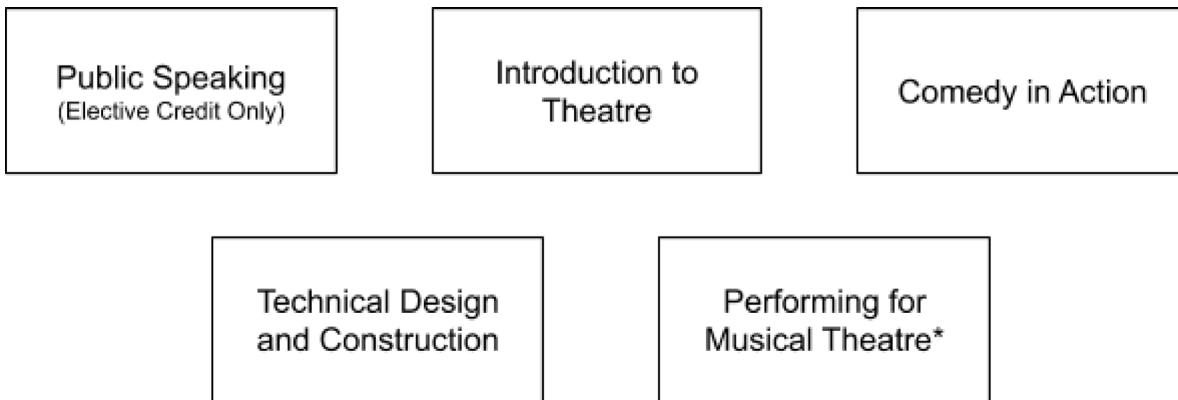 Public Speaking
(Elective Credit Only)
Introduction to
Theatre
Comedy in Action
Technical Design
and Construction
Performing for
Musical Theatre*